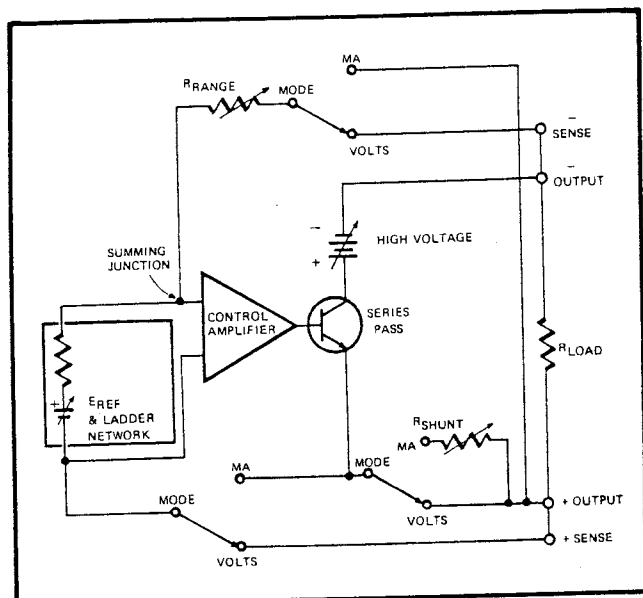 MA
RRANGE
MODE
VOLTS
−
SENSE
−
OUTPUT
−
HIGH VOLTAGE
+
SUMMING
JUNCTION
CONTROL
AMPLIFIER
SERIES
PASS
RLOAD
+
EREF
& LADDER
NETWORK
RSHUNT
MA
MA
MODE
MODE
VOLTS
+ OUTPUT
VOLTS
+ SENSE